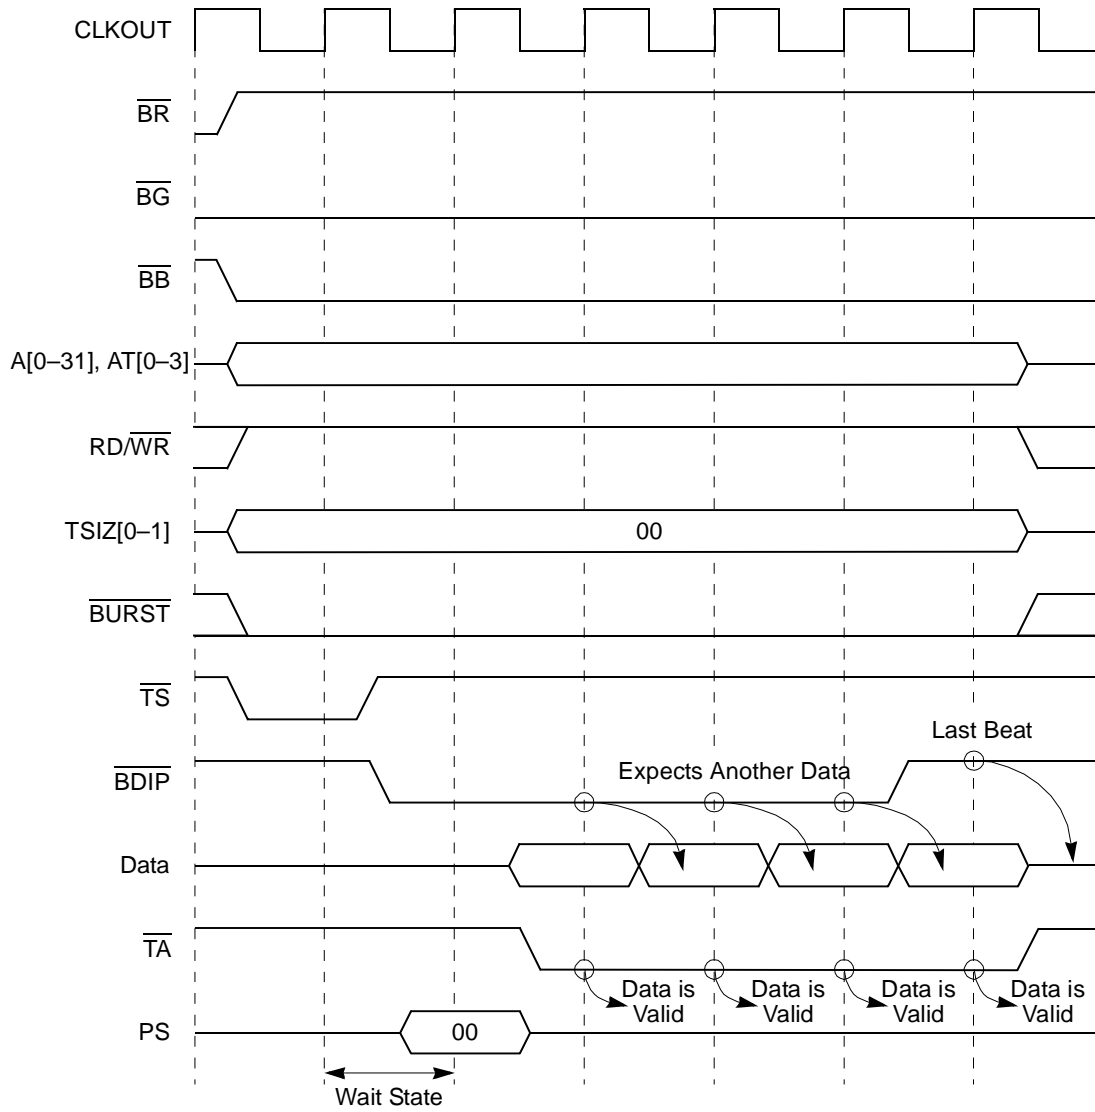 CLKOUT
BR
BG
BB
A[0–31], AT[0–3]
RD/WR
TSIZ[0–1]
00
BURST
TS
Last Beat
BDIP
Expects Another Data
Data
TA
Data is
Valid
Data is
Valid
Data is
Valid
Data is
Valid
PS
00
Wait State